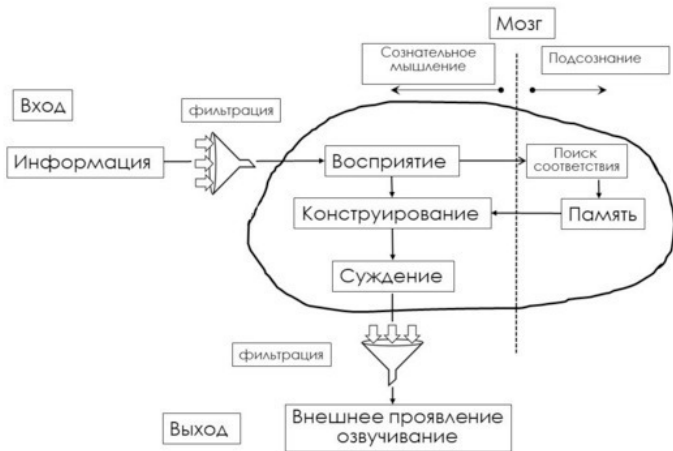 Мозг
Сознательное
мышление
Подсознание
Вход
фильтрация
Информация
Восприятие
Поиск
соответствия
Конструирование
Память
Суждение
фильтрация
Внешнее проявление
озвучивание
Выход